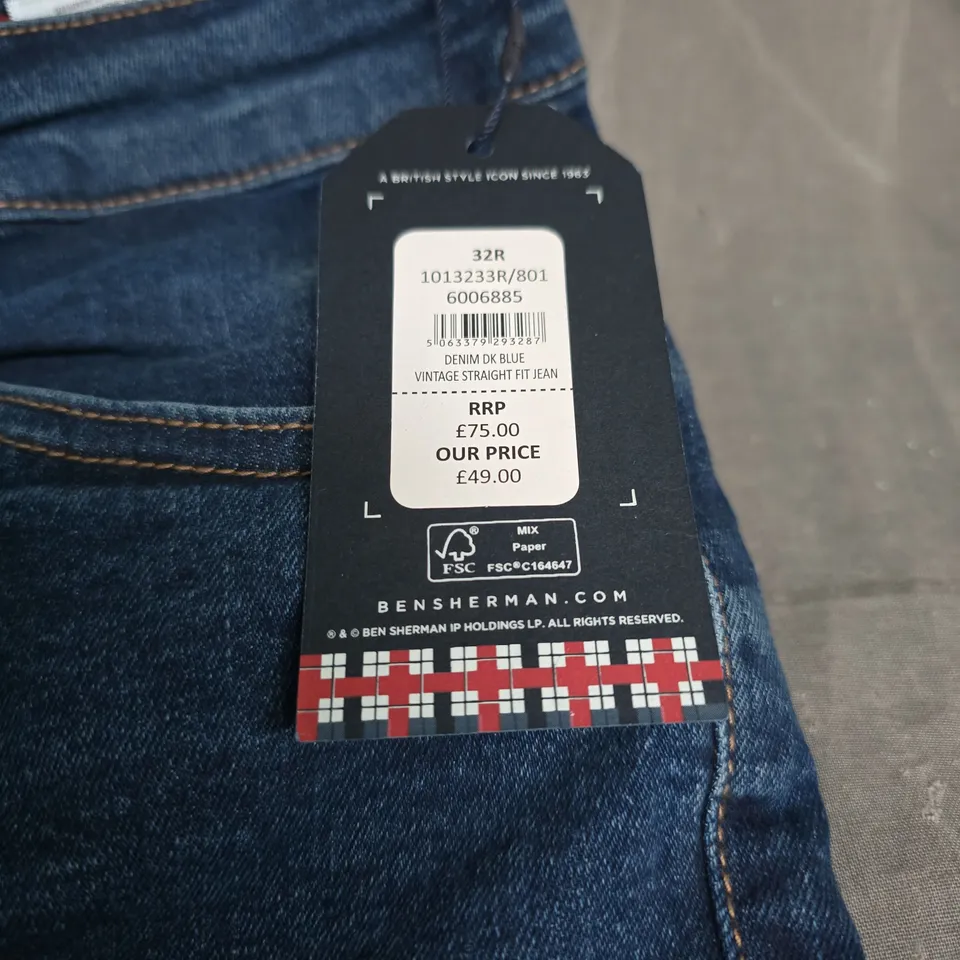 A BRITISH STYLE ICON SINCE 1963
32R
1013233R/801
6006885
5 063379 293287
DENIM DK BLUE
VINTAGE STRAIGHT FIT JEAN
RRP
£75.00
OUR PRICE
£49.00
FSC®
MIX
Paper
FSC® C164647
BENSHERMAN.COM
® & © BEN SHERMAN IP HOLDINGS LP. ALL RIGHTS RESERVED.